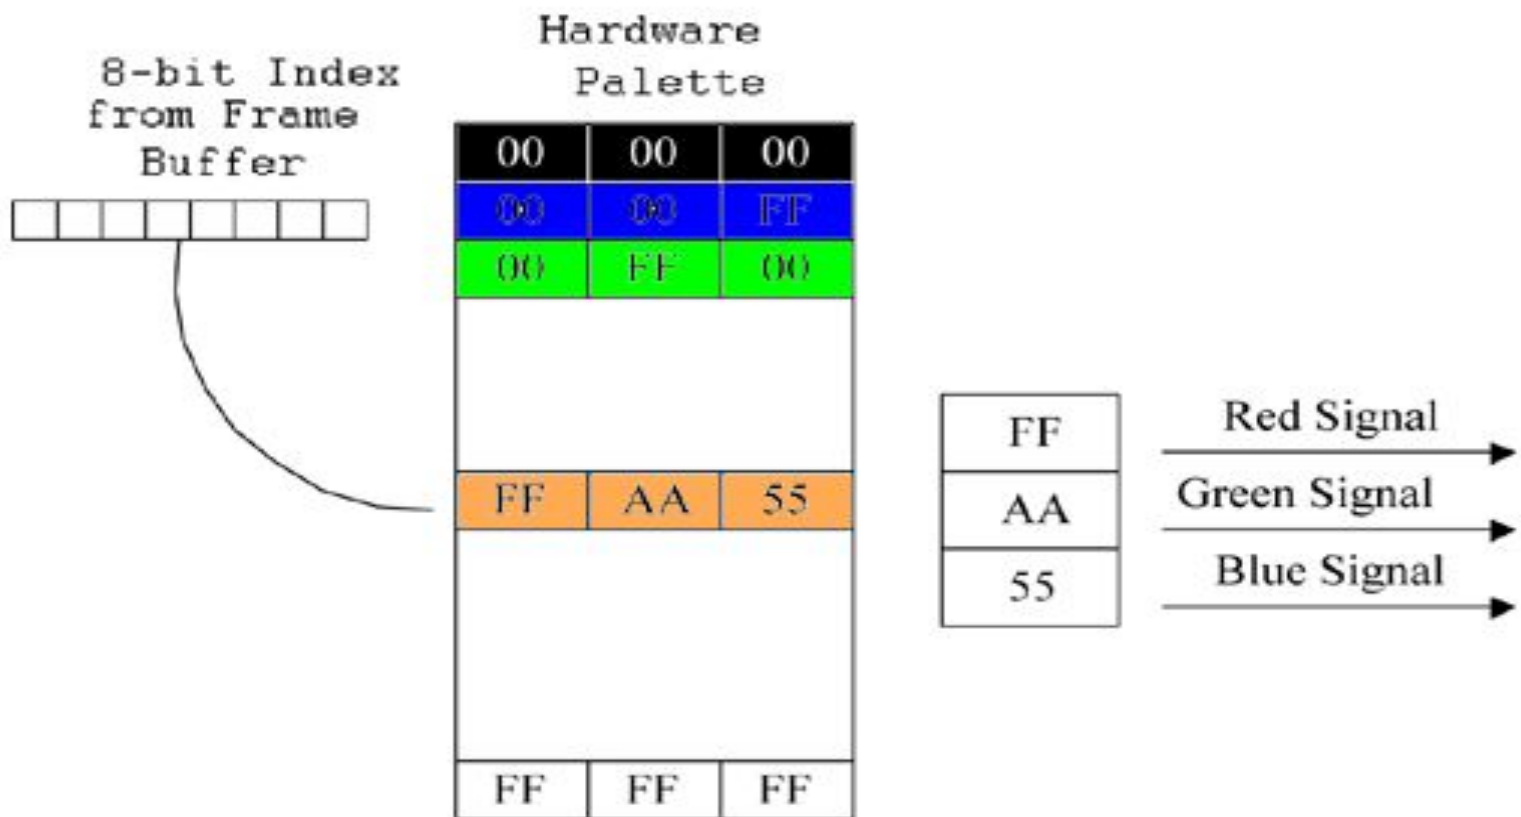 Hardware
Palette
8-bit Index
from Frame
Buffer
00 00 00
00 00 FF
00 FF 00
FF AA 55
FF FF FF
FF
AA
55
Red Signal
Green Signal
Blue Signal